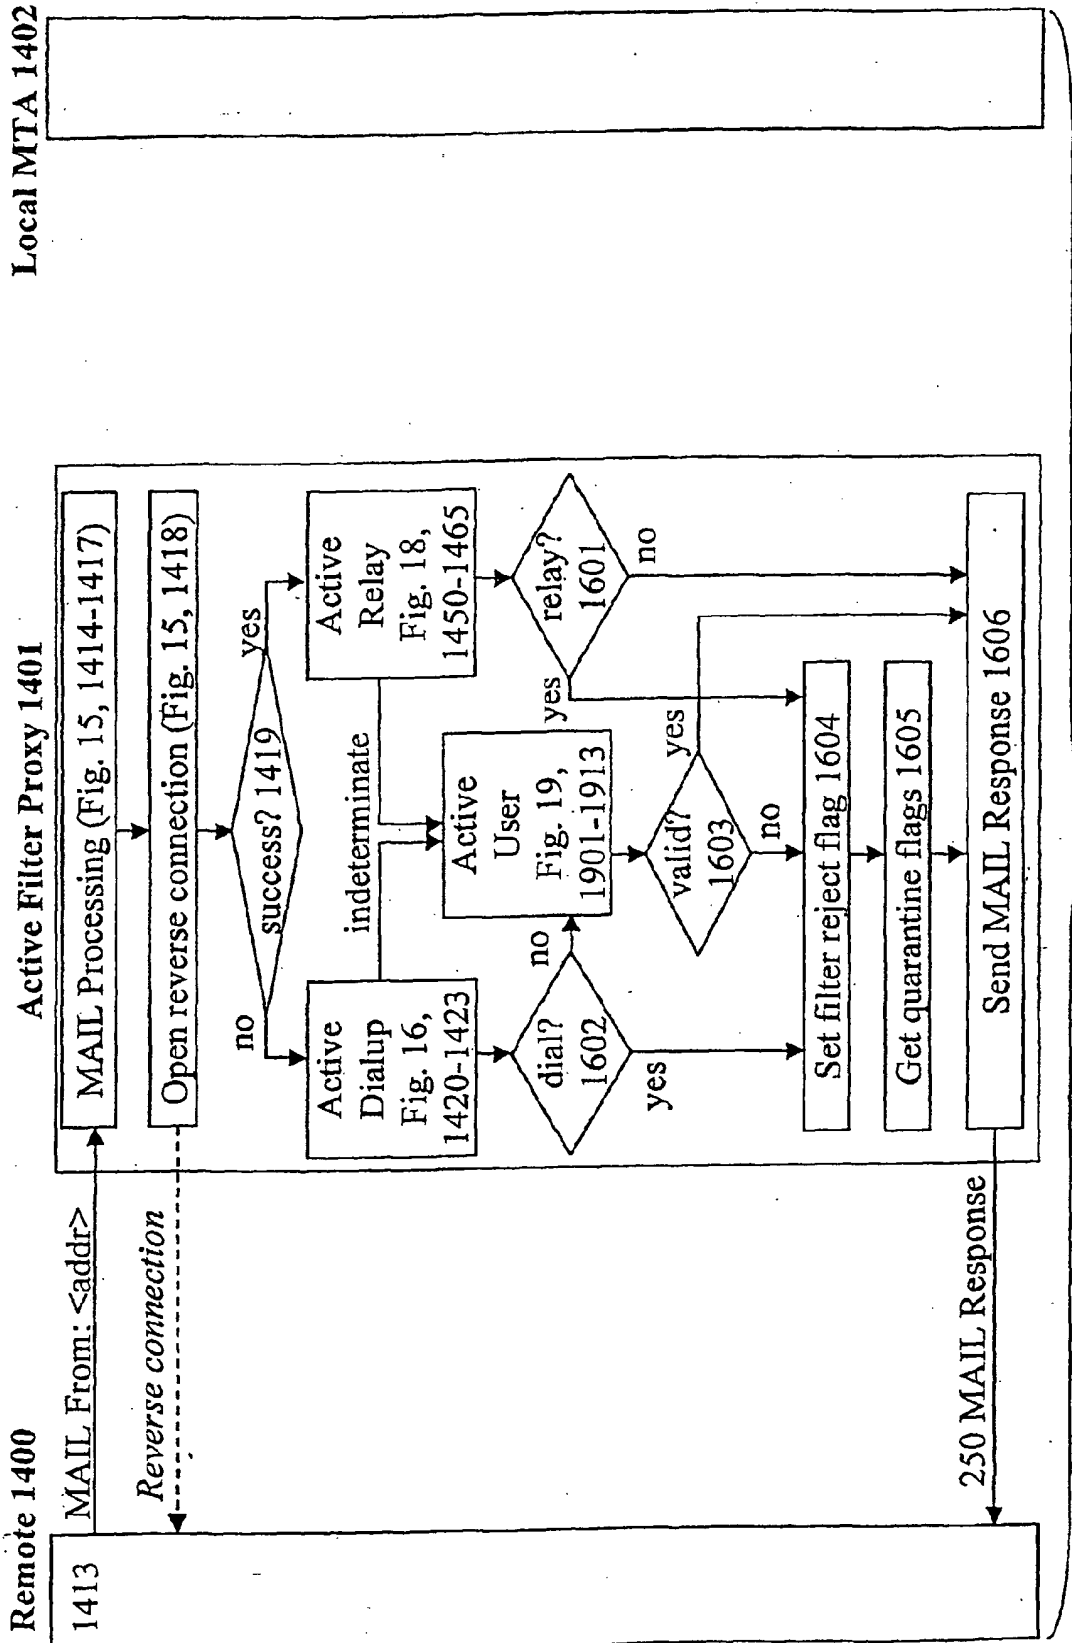 Remote 1400
Active Filter Proxy 1401
Local MTA 1402
1413
MAIL From: <addr>
MAIL Processing (Fig. 15, 1414-1417)
Reverse connection
Open reverse connection (Fig. 15, 1418)
success? 1419
no
yes
Active
Dialup
Fig. 16,
1420-1423
indeterminate
Active
Relay
Fig. 18,
1450-1465
Active
User
Fig. 19,
1901-1913
dial?
1602
no
yes
relay?
1601
yes
no
valid?
1603
yes
no
Set filter reject flag 1604
Get quarantine flags 1605
Send MAIL Response 1606
250 MAIL Response